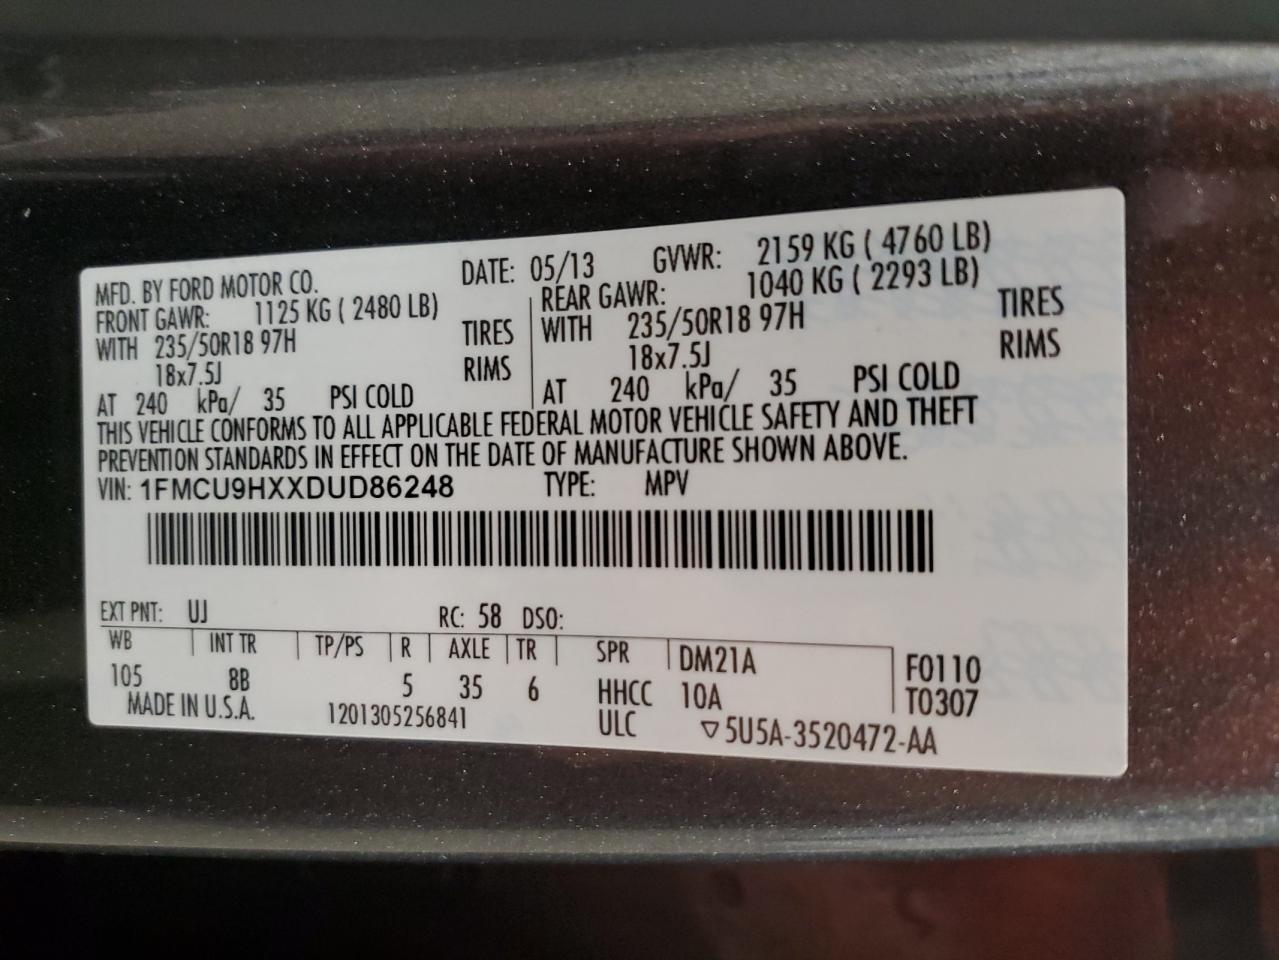 MFD. BY FORD MOTOR CO. DATE: 05/13 GVWR: 2159 KG ( 4760 LB)
FRONT GAWR: 1125 KG ( 2480 LB) REAR GAWR: 1040 KG ( 2293 LB)
WITH 235/50R18 97H TIRES WITH 235/50R18 97H TIRES
18x7.5J RIMS 18x7.5J RIMS
AT 240 kPa/ 35 PSI COLD AT 240 kPa/ 35 PSI COLD
THIS VEHICLE CONFORMS TO ALL APPLICABLE FEDERAL MOTOR VEHICLE SAFETY AND THEFT
PREVENTION STANDARDS IN EFFECT ON THE DATE OF MANUFACTURE SHOWN ABOVE.
VIN: 1FMCU9HXXDUD86248 TYPE: MPV
EXT PNT: UJ RC: 58 DSO:
WB INT TR TP/PS R AXLE TR SPR DM21A F0110
105 8B 5 35 6 HHCC 10A T0307
MADE IN U.S.A. 1201305256841 ULC ▽5U5A-3520472-AA